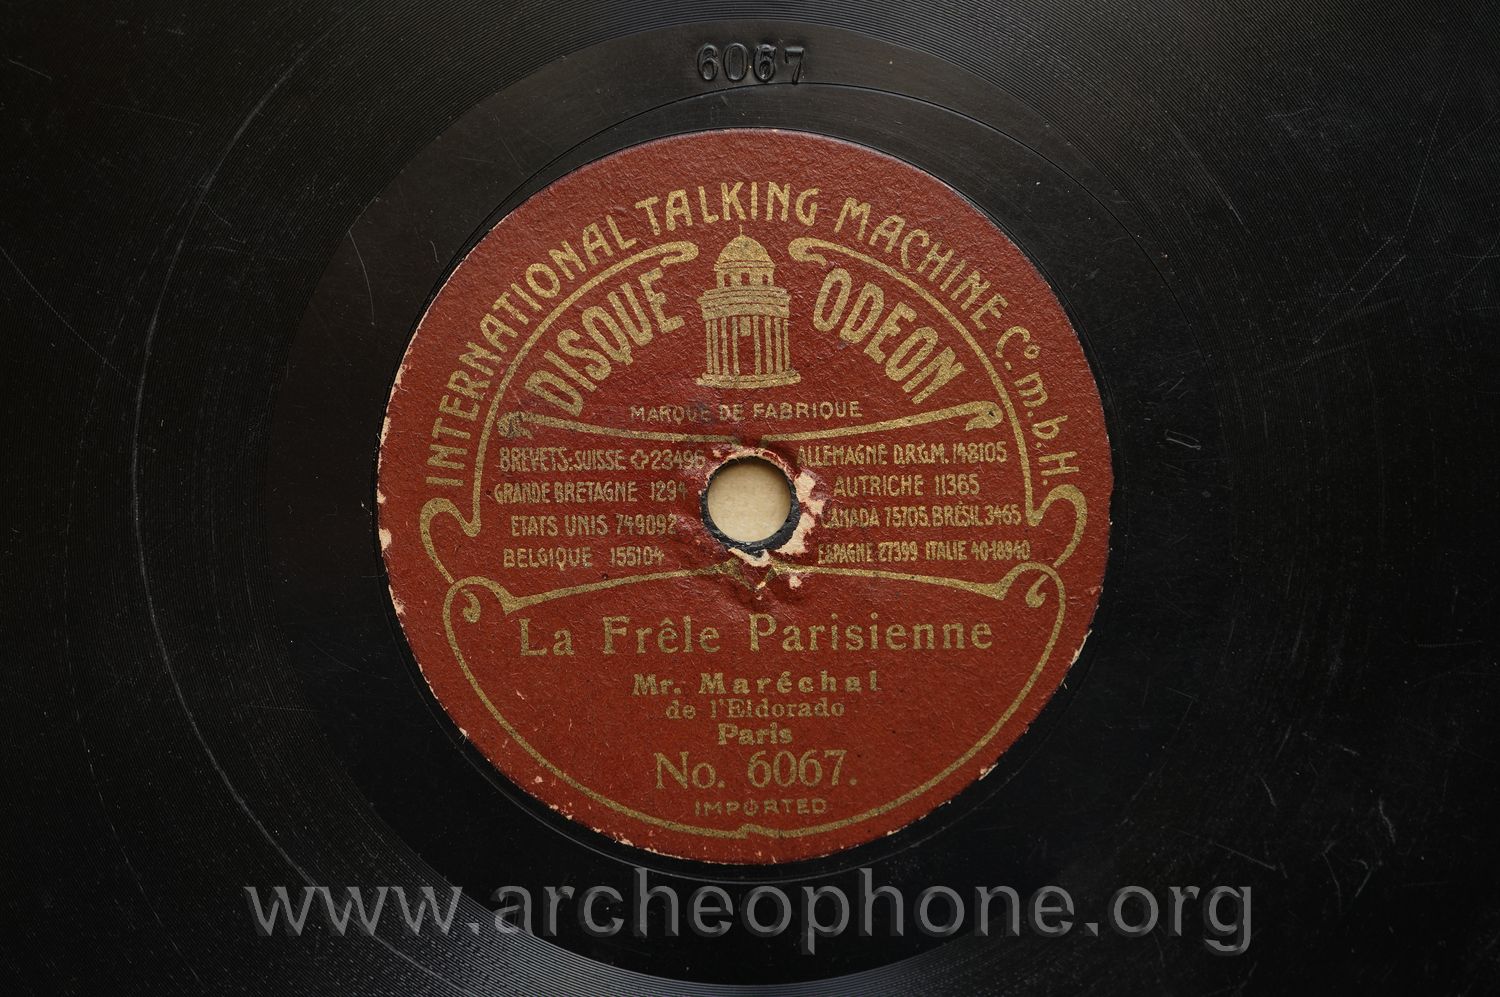 6067
INTERNATIONAL TALKING MACHINE Co. m. b. H.
DISQUE ODEON
MARQUE DE FABRIQUE
BREVETS: SUISSE 23496
GRANDE BRETAGNE 1294
ETATS UNIS 749092
BELGIQUE 155104
ALLEMAGNE D.R.G.M. 148105
AUTRICHE 11365
CANADA 75705. BRÉSIL 3465
ESPAGNE 27399 ITALIE 40-18940
La Frêle Parisienne
Mr. Maréchal
de l'Eldorado
Paris
No. 6067.
IMPORTED
www.archeophone.org